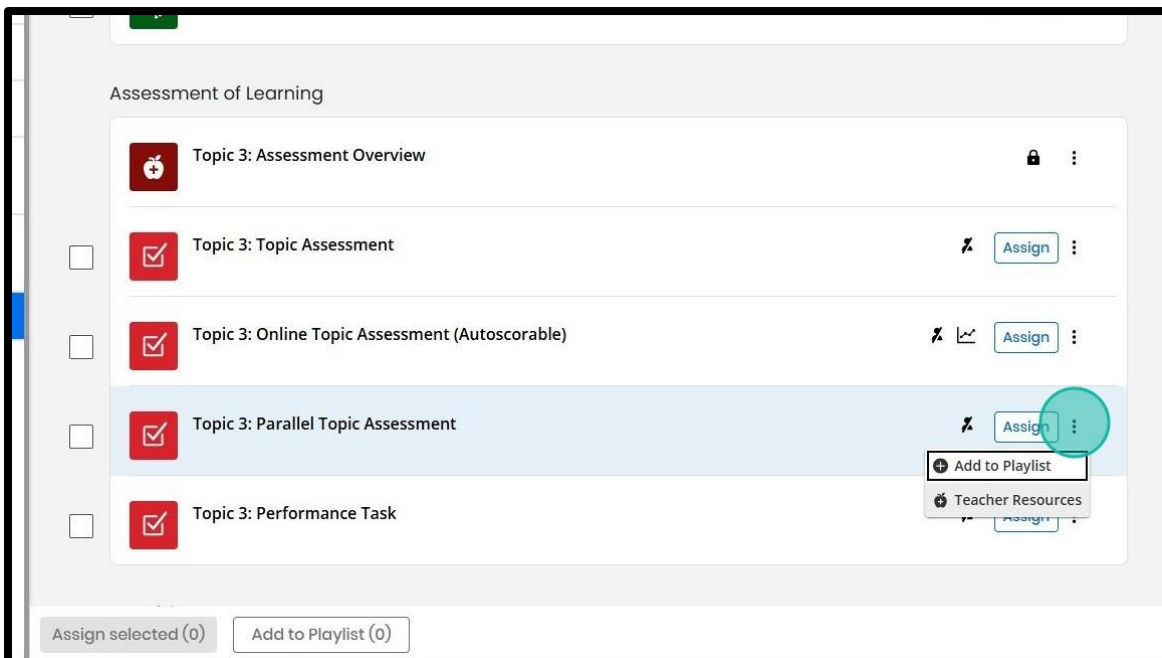 Assessment of Learning
Topic 3: Assessment Overview
Topic 3: Topic Assessment
Assign
Topic 3: Online Topic Assessment (Autoscorable)
Assign
Topic 3: Parallel Topic Assessment
Assign
Add to Playlist
Teacher Resources
Topic 3: Performance Task
Assign
Assign selected (0)
Add to Playlist (0)